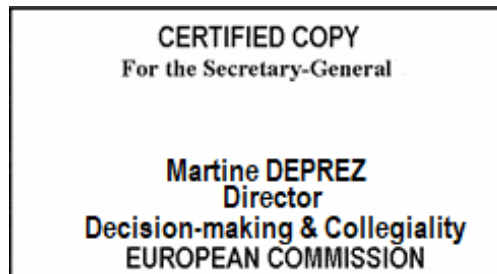 CERTIFIED COPY
For the Secretary-General
Martine DEPREZ
Director
Decision-making & Collegiality
EUROPEAN COMMISSION